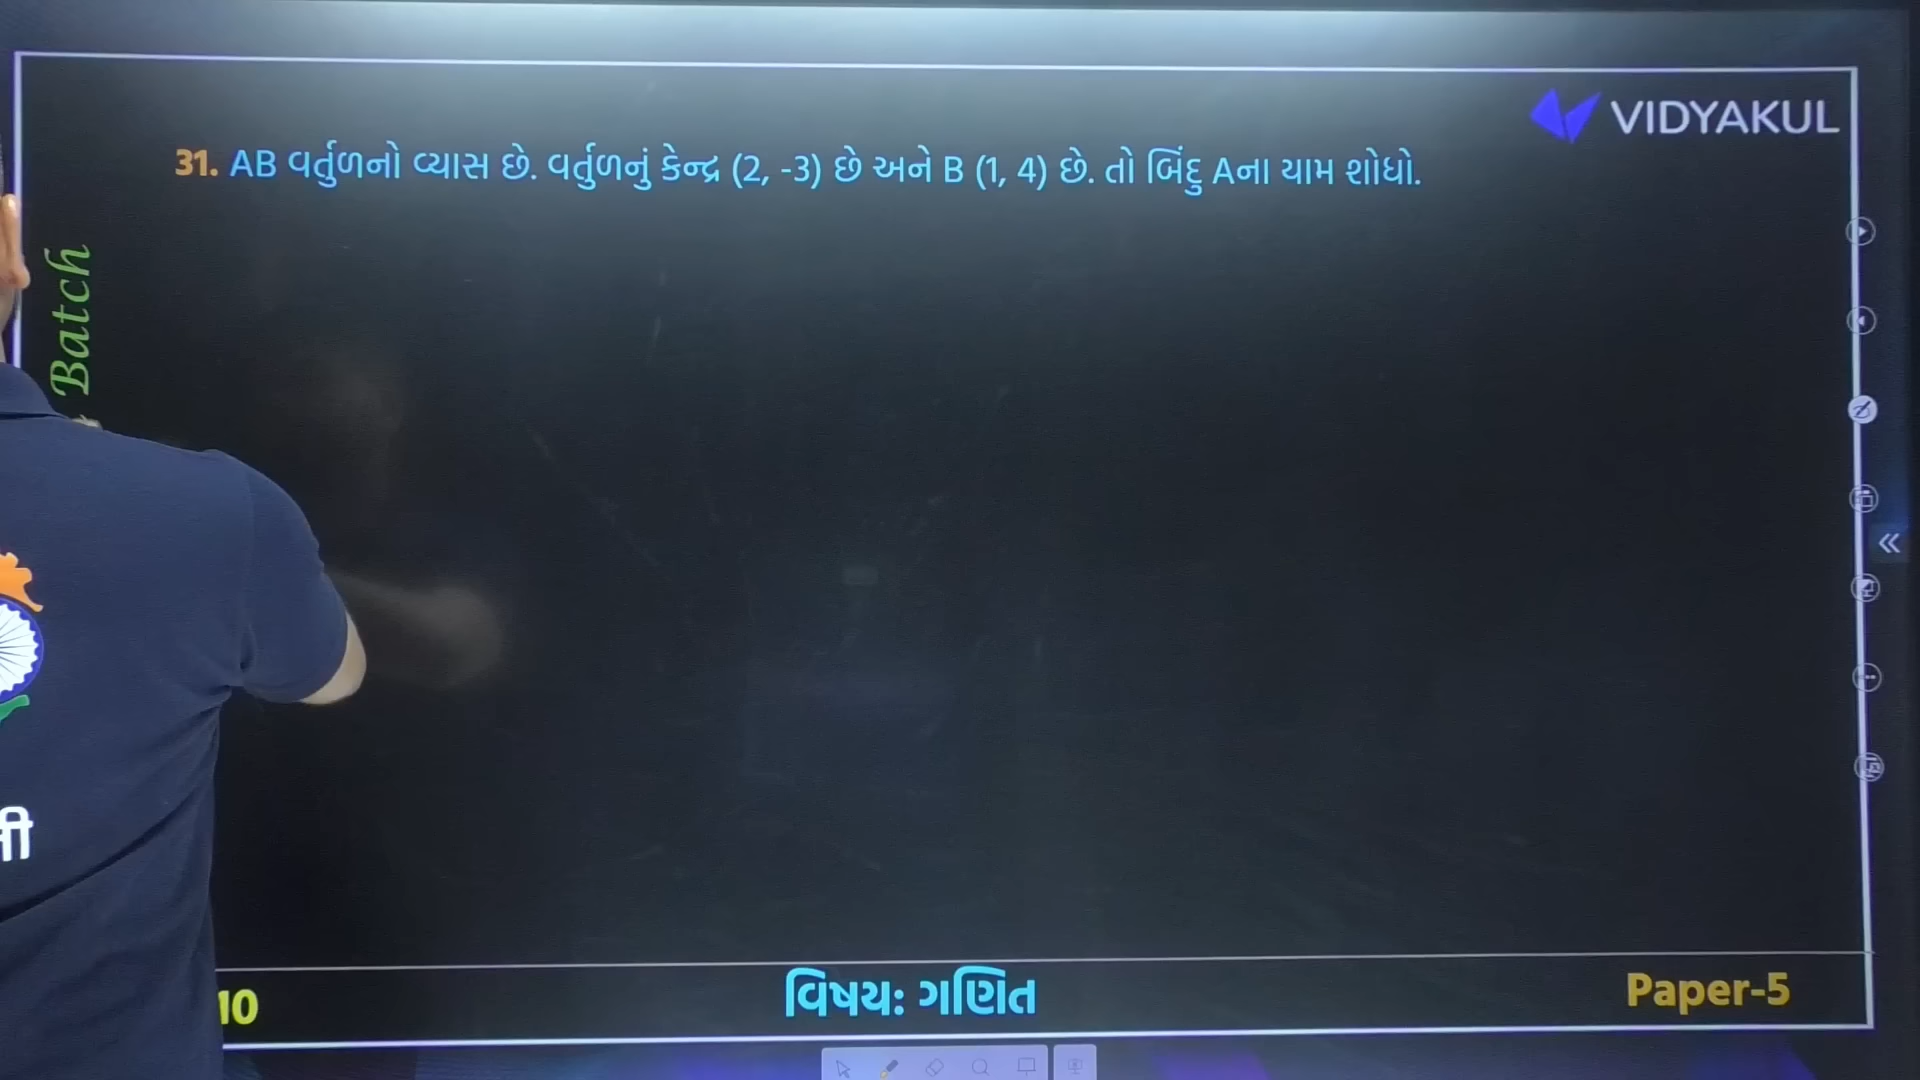 VIDYAKUL
31. AB વર્તુળનો વ્યાસ છે. વર્તુળનું કેન્દ્ર (2, -3) છે અને B (1, 4) છે. તો બિંદુ Aના યામ શોધો.
Batch
10
વિષય: ગણિત
Paper-5